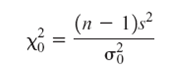 χ₀² = (n − 1)s² / σ₀²